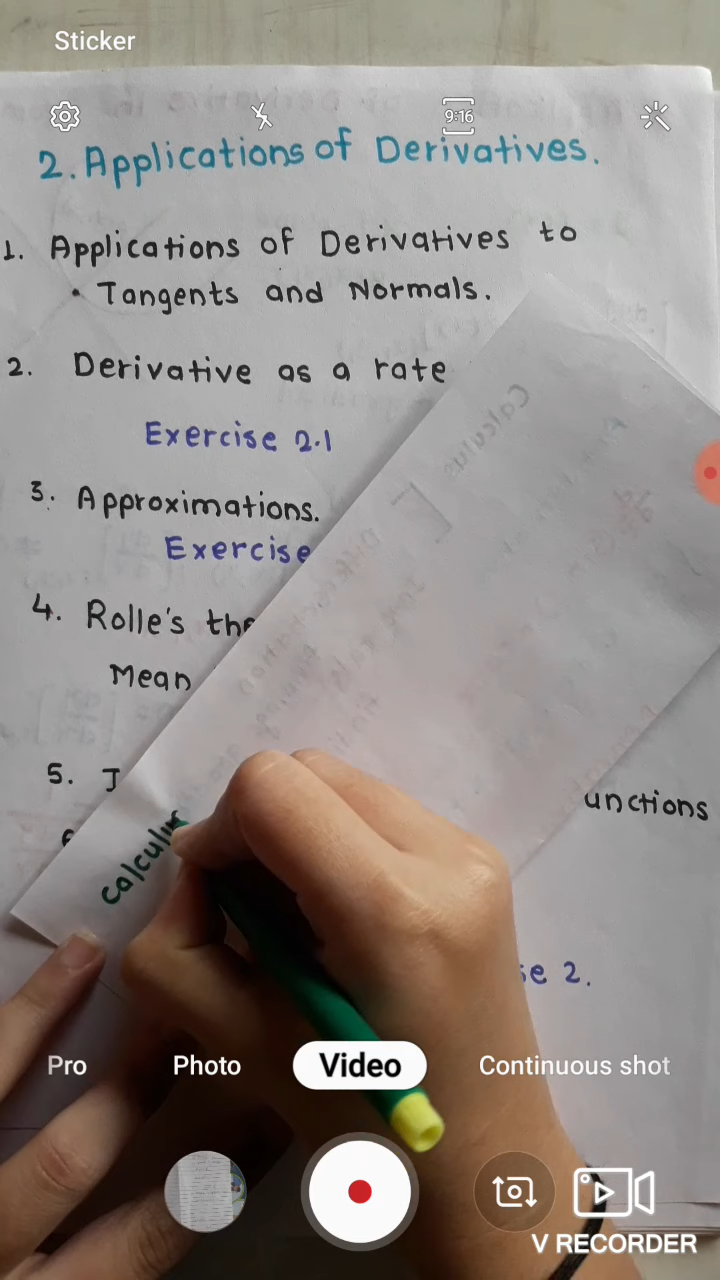 Sticker
9:16
2. Applications of Derivatives.
1. Applications of Derivatives to
• Tangents and Normals.
2. Derivative as a rate
Exercise 2.1
Calculus
3. Approximations.
Exercise
4. Rolle's the
Mean
5. I
unctions
calculus
se 2.
Pro
Photo
Video
Continuous shot
V RECORDER